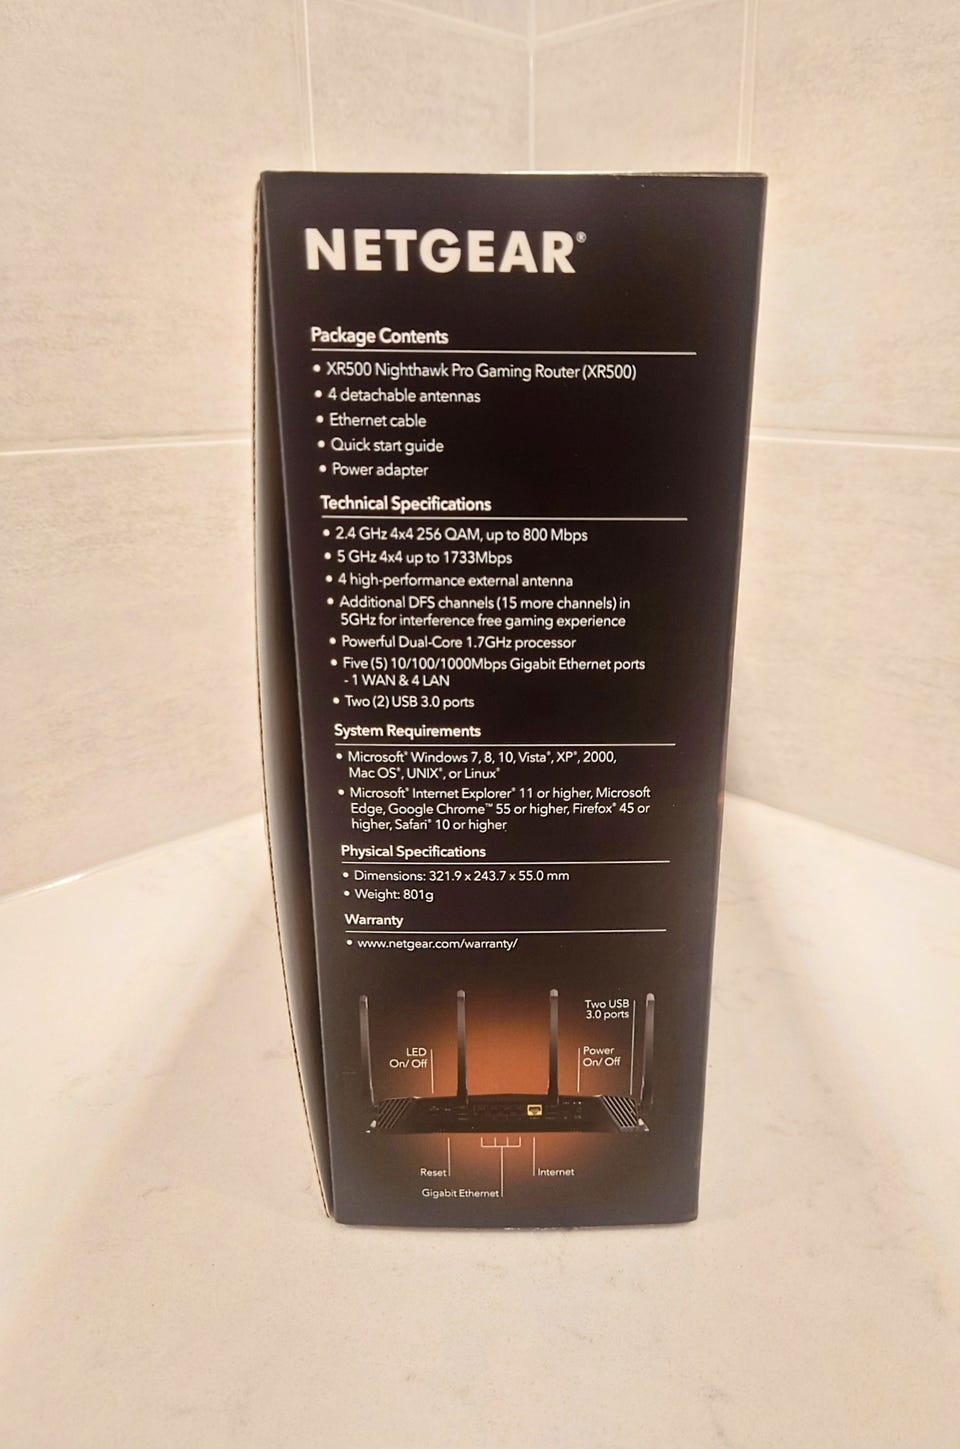 NETGEAR®
Package Contents
• XR500 Nighthawk Pro Gaming Router (XR500)
• 4 detachable antennas
• Ethernet cable
• Quick start guide
• Power adapter
Technical Specifications
• 2.4 GHz 4x4 256 QAM, up to 800 Mbps
• 5 GHz 4x4 up to 1733Mbps
• 4 high-performance external antenna
• Additional DFS channels (15 more channels) in
5GHz for interference free gaming experience
• Powerful Dual-Core 1.7GHz processor
• Five (5) 10/100/1000Mbps Gigabit Ethernet ports
- 1 WAN & 4 LAN
• Two (2) USB 3.0 ports
System Requirements
• Microsoft® Windows 7, 8, 10, Vista®, XP®, 2000,
Mac OS®, UNIX®, or Linux®
• Microsoft® Internet Explorer® 11 or higher, Microsoft
Edge, Google Chrome™ 55 or higher, Firefox® 45 or
higher, Safari® 10 or higher
Physical Specifications
• Dimensions: 321.9 x 243.7 x 55.0 mm
• Weight: 801g
Warranty
• www.netgear.com/warranty/
Two USB
3.0 ports
LED
On/ Off
Power
On/ Off
Reset
Internet
Gigabit Ethernet